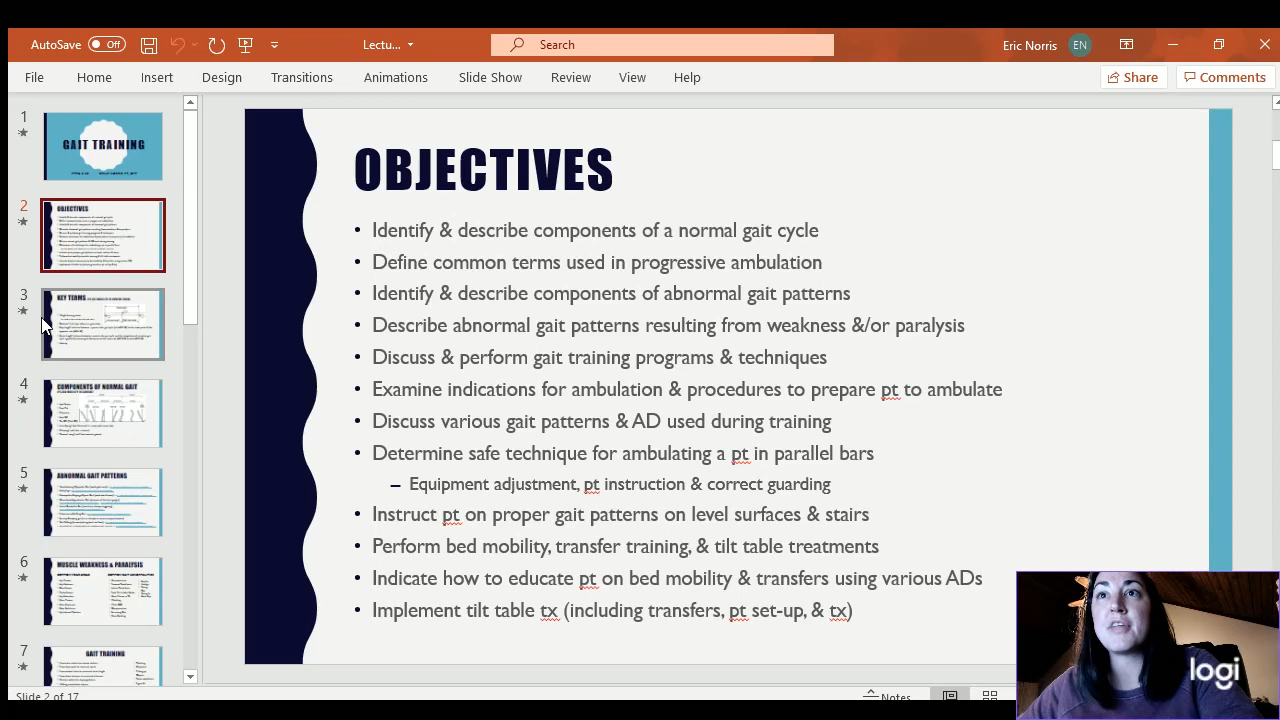 AutoSave Off Lectu... Search Eric Norris EN
File Home Insert Design Transitions Animations Slide Show Review View Help Share Comments
1
GAIT TRAINING
2
OBJECTIVES
3
KEY TERMS
4
COMPONENTS OF NORMAL GAIT
5
ABNORMAL GAIT PATTERNS
6
MUSCLE WEAKNESS & PARALYSIS
7
GAIT TRAINING
OBJECTIVES
• Identify & describe components of a normal gait cycle
• Define common terms used in progressive ambulation
• Identify & describe components of abnormal gait patterns
• Describe abnormal gait patterns resulting from weakness &/or paralysis
• Discuss & perform gait training programs & techniques
• Examine indications for ambulation & procedures to prepare pt to ambulate
• Discuss various gait patterns & AD used during training
• Determine safe technique for ambulating a pt in parallel bars
– Equipment adjustment, pt instruction & correct guarding
• Instruct pt on proper gait patterns on level surfaces & stairs
• Perform bed mobility, transfer training, & tilt table treatments
• Indicate how to educate pt on bed mobility & transfers using various ADs
• Implement tilt table tx (including transfers, pt set-up, & tx)
logi
Slide 2 of 17 Notes